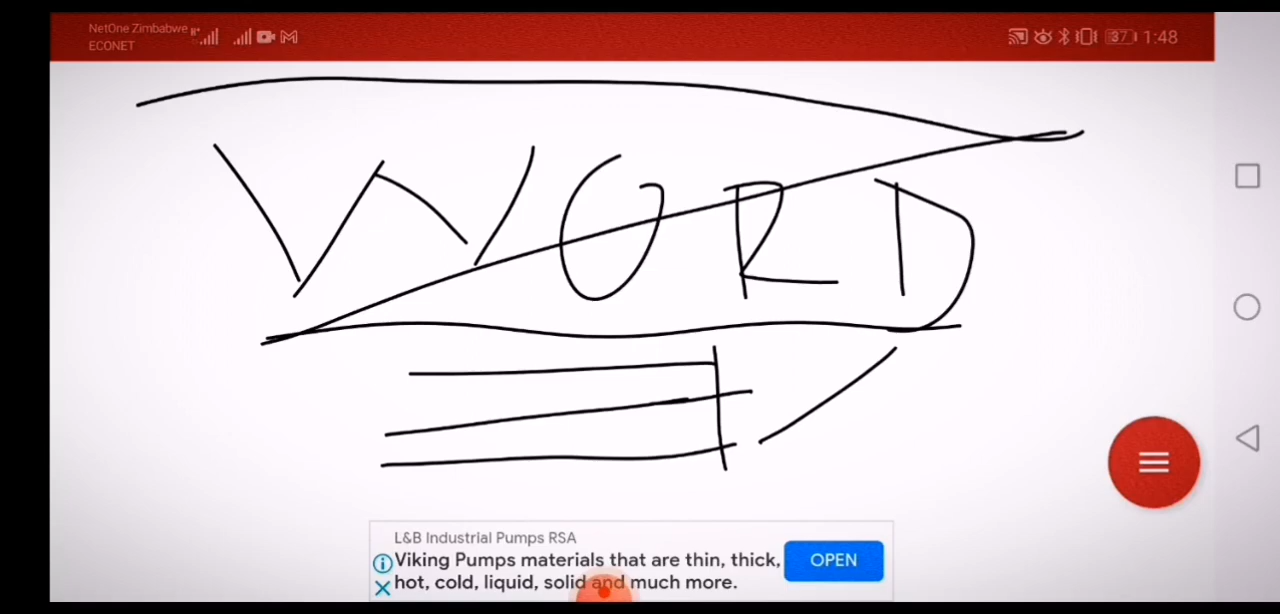 NetOne Zimbabwe
ECONET
37 1:48
WORD
L&B Industrial Pumps RSA
Viking Pumps materials that are thin, thick,
hot, cold, liquid, solid and much more.
OPEN